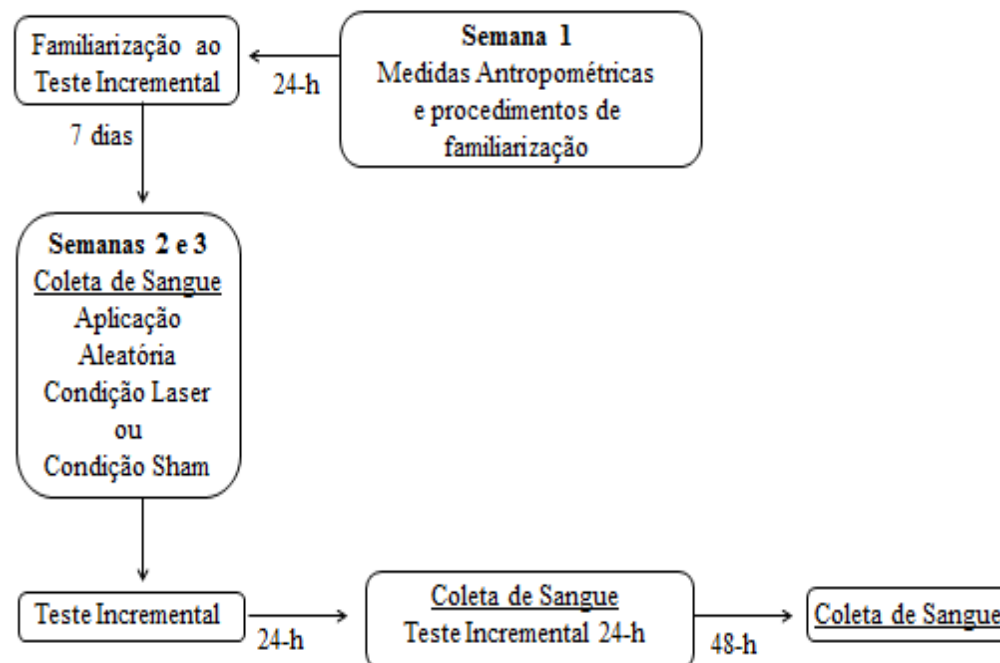 Semana 1
Medidas Antropométricas
e procedimentos de
familiarização
24-h
Familiarização ao
Teste Incremental
7 dias
Semanas 2 e 3
Coleta de Sangue
Aplicação
Aleatória
Condição Laser
ou
Condição Sham
Teste Incremental
24-h
Coleta de Sangue
Teste Incremental 24-h
48-h
Coleta de Sangue